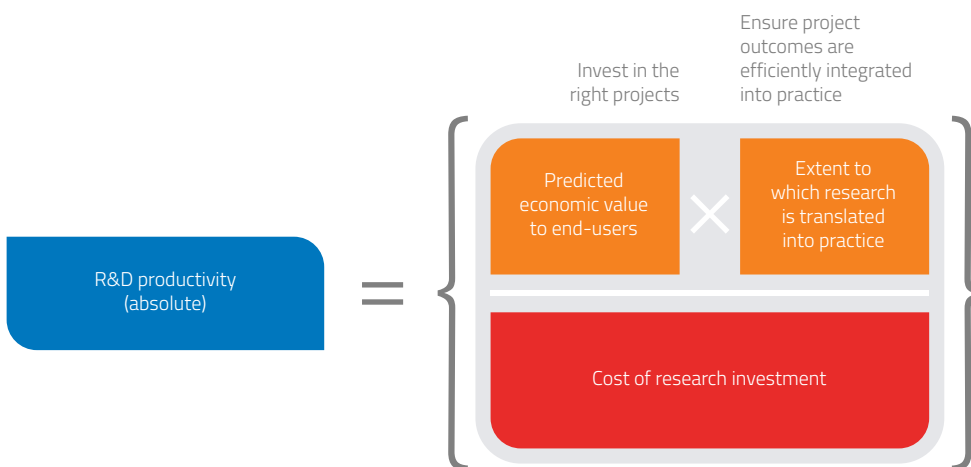 Invest in the
right projects
Ensure project
outcomes are
efficiently integrated
into practice
R&D productivity
(absolute)
=
{
Predicted
economic value
to end-users
×
Extent to
which research
is translated
into practice
Cost of research investment
}